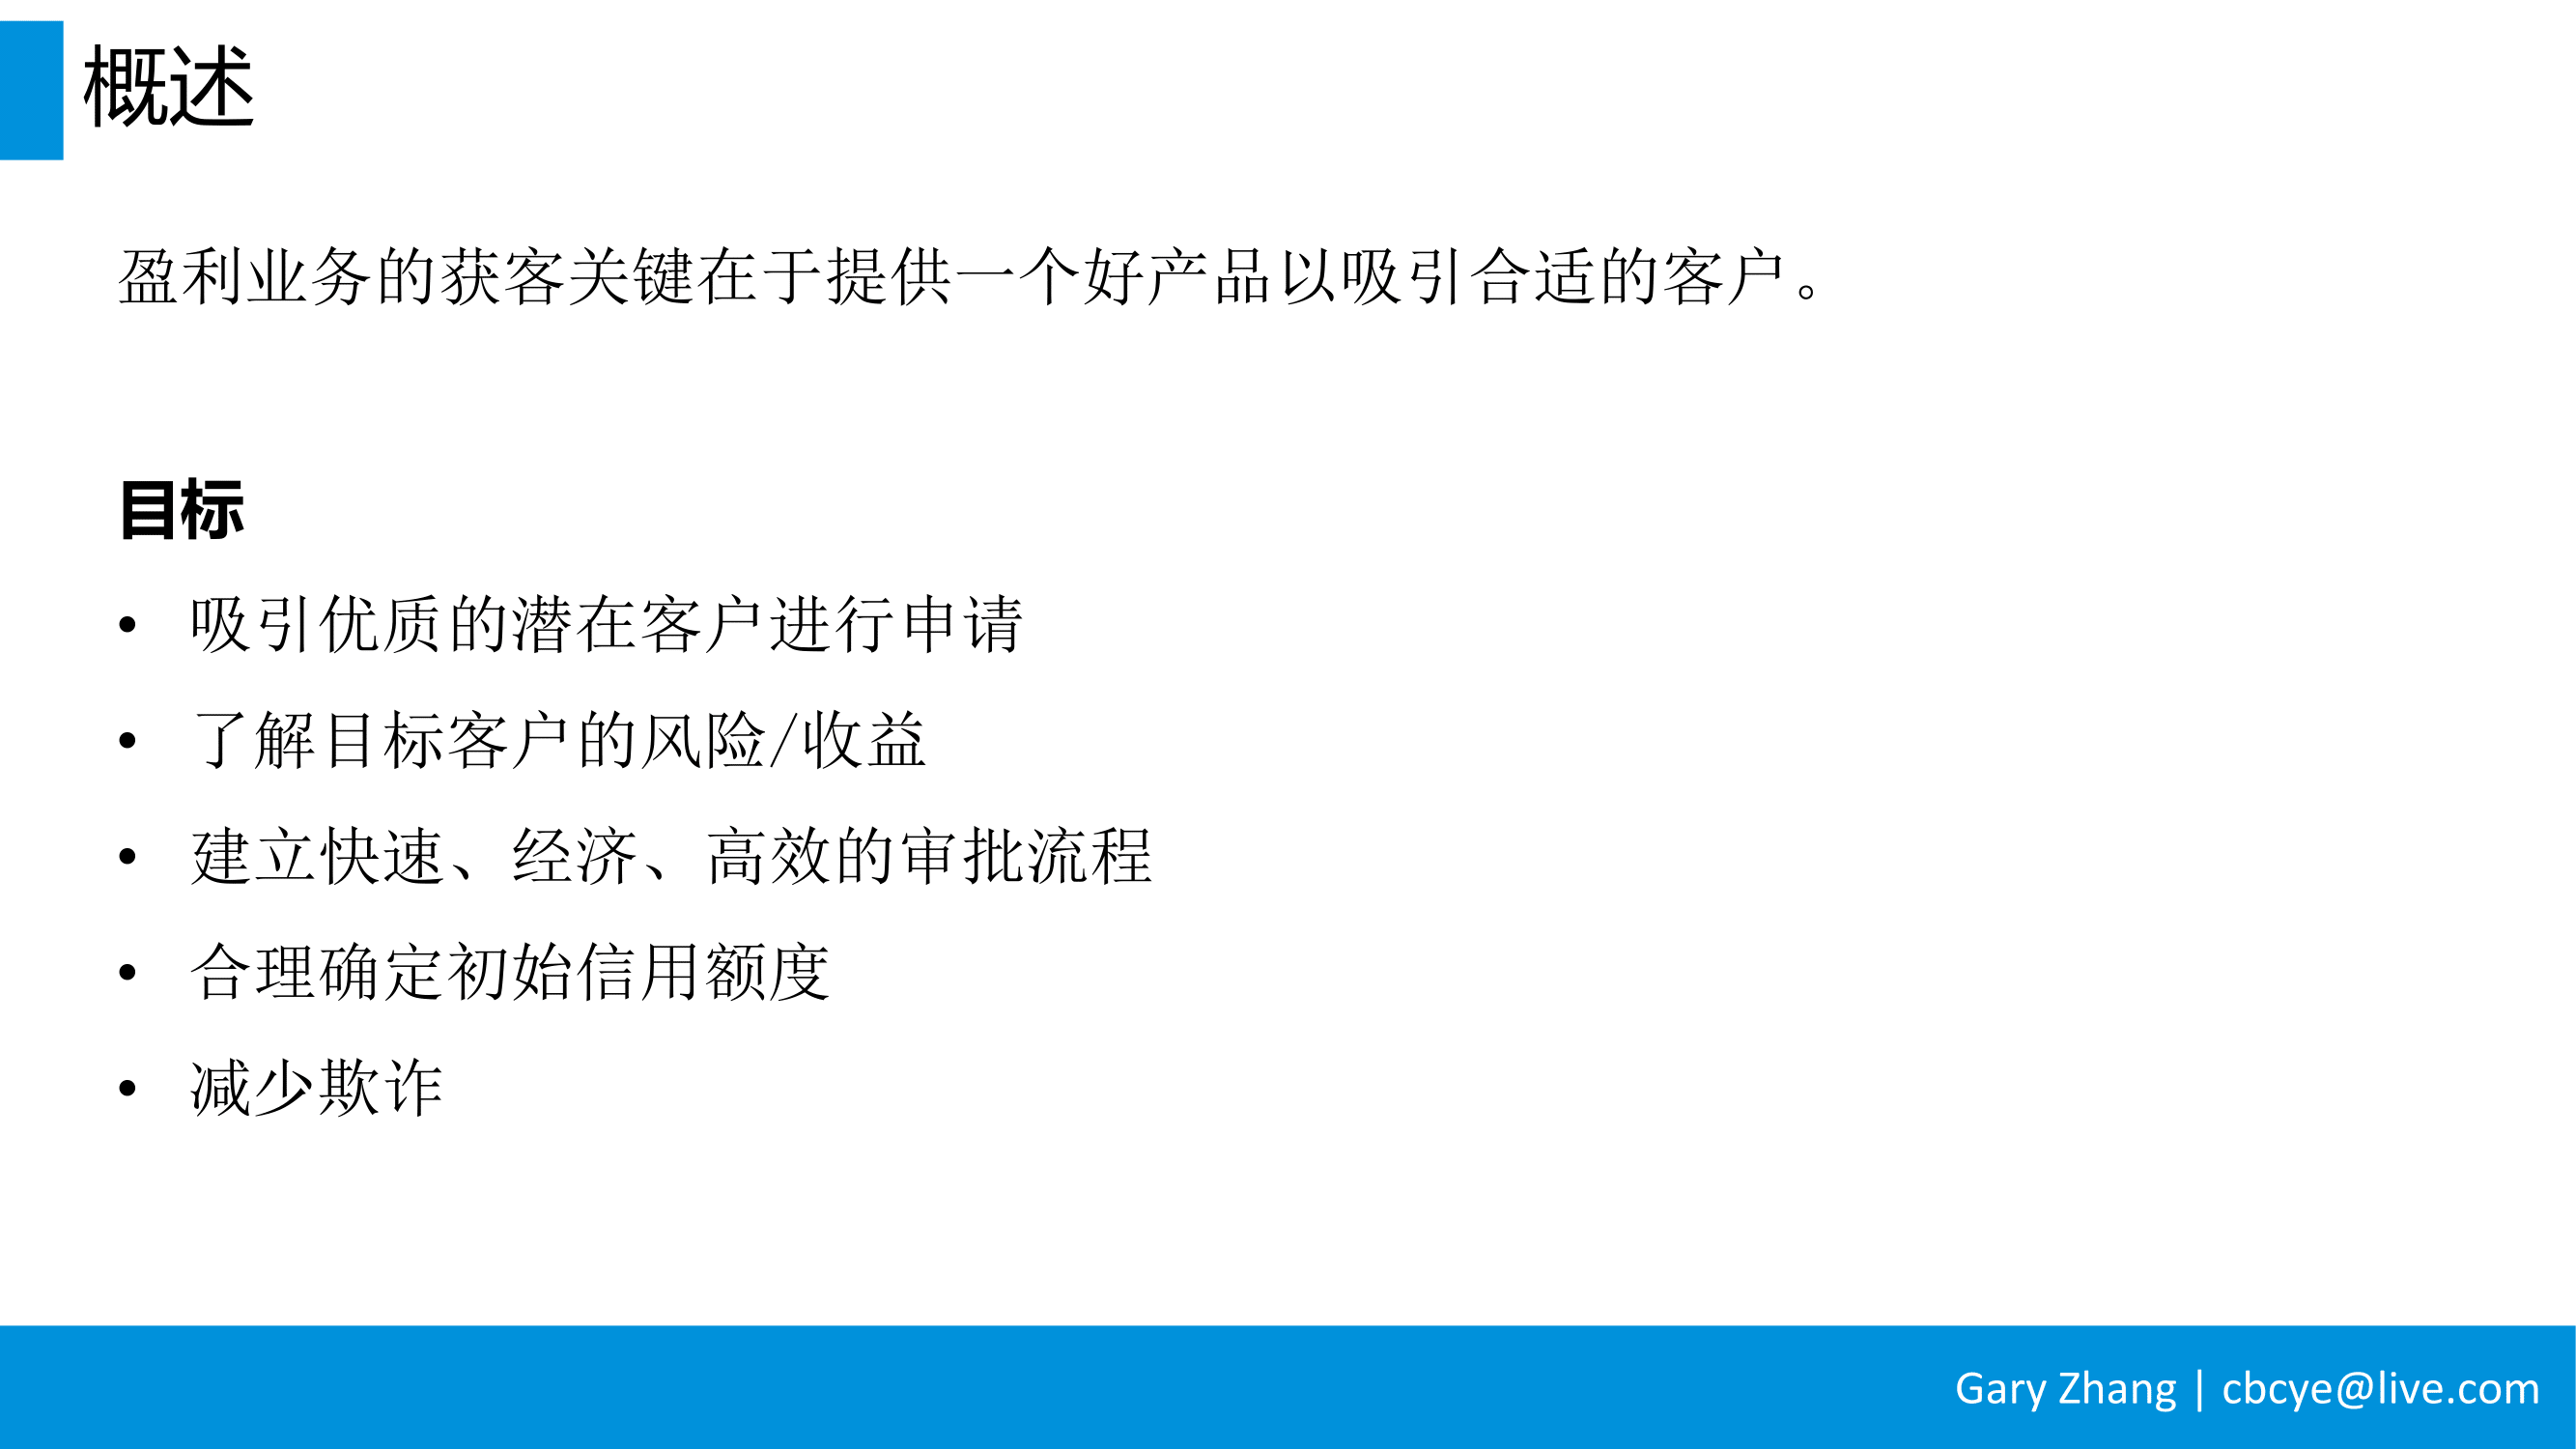 概述
盈利业务的获客关键在于提供一个好产品以吸引合适的客户。
目标
• 吸引优质的潜在客户进行申请
• 了解目标客户的风险/收益
• 建立快速、经济、高效的审批流程
• 合理确定初始信用额度
• 减少欺诈
Gary Zhang | cbcye@live.com